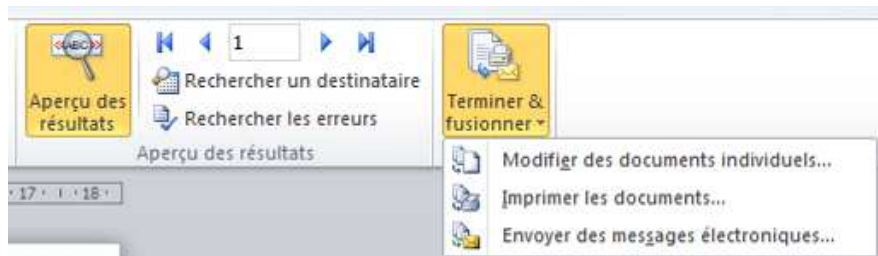 «ABC»
1
Rechercher un destinataire
Rechercher les erreurs
Aperçu des
résultats
Aperçu des résultats
Terminer &
fusionner
Modifier des documents individuels...
Imprimer les documents...
Envoyer des messages électroniques...
17 18